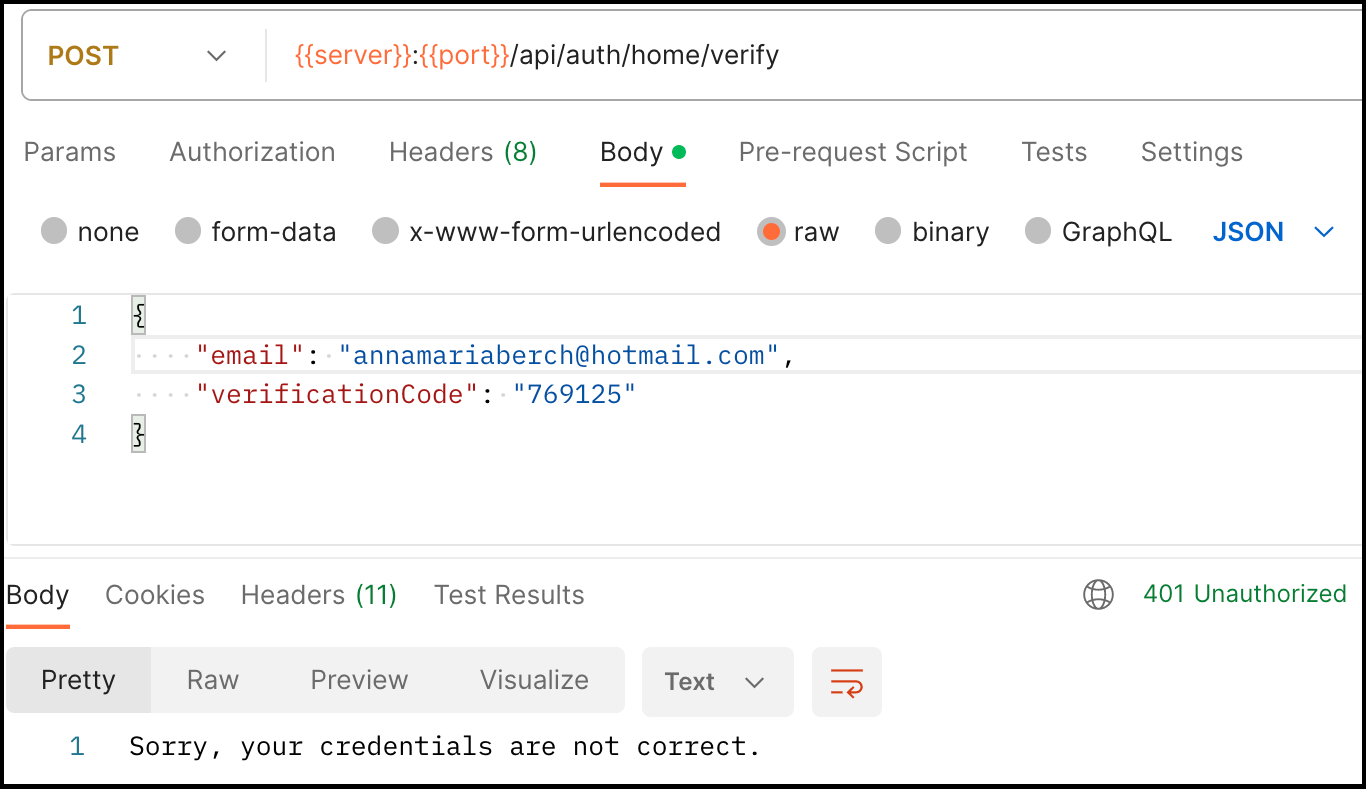 POST {{server}}:{{port}}/api/auth/home/verify
Params Authorization Headers (8) Body Pre-request Script Tests Settings
none form-data x-www-form-urlencoded raw binary GraphQL JSON
1 {
2 ····"email":·"annamariaberch@hotmail.com",
3 ····"verificationCode":·"769125"
4 }
Body Cookies Headers (11) Test Results 401 Unauthorized
Pretty Raw Preview Visualize Text
1 Sorry, your credentials are not correct.